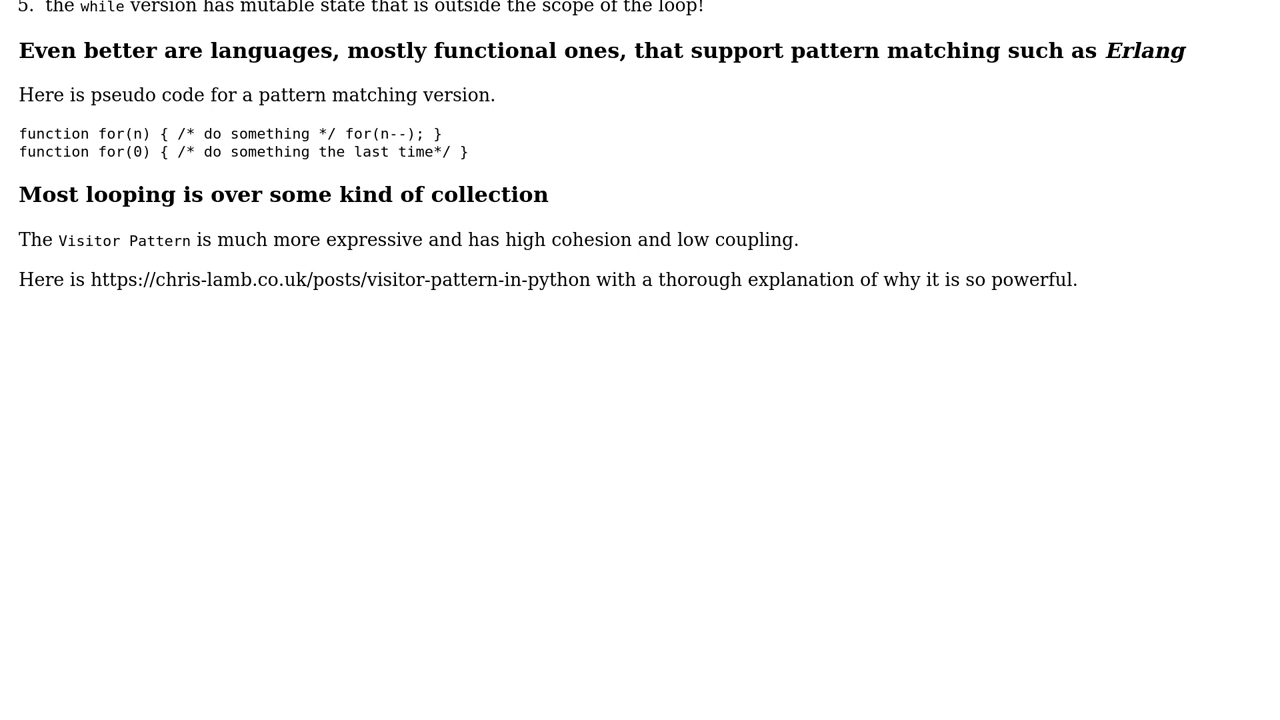 5. the while version has mutable state that is outside the scope of the loop!
Even better are languages, mostly functional ones, that support pattern matching such as Erlang
Here is pseudo code for a pattern matching version.
function for(n) { /* do something */ for(n--); }
function for(0) { /* do something the last time*/ }
Most looping is over some kind of collection
The Visitor Pattern is much more expressive and has high cohesion and low coupling.
Here is https://chris-lamb.co.uk/posts/visitor-pattern-in-python with a thorough explanation of why it is so powerful.